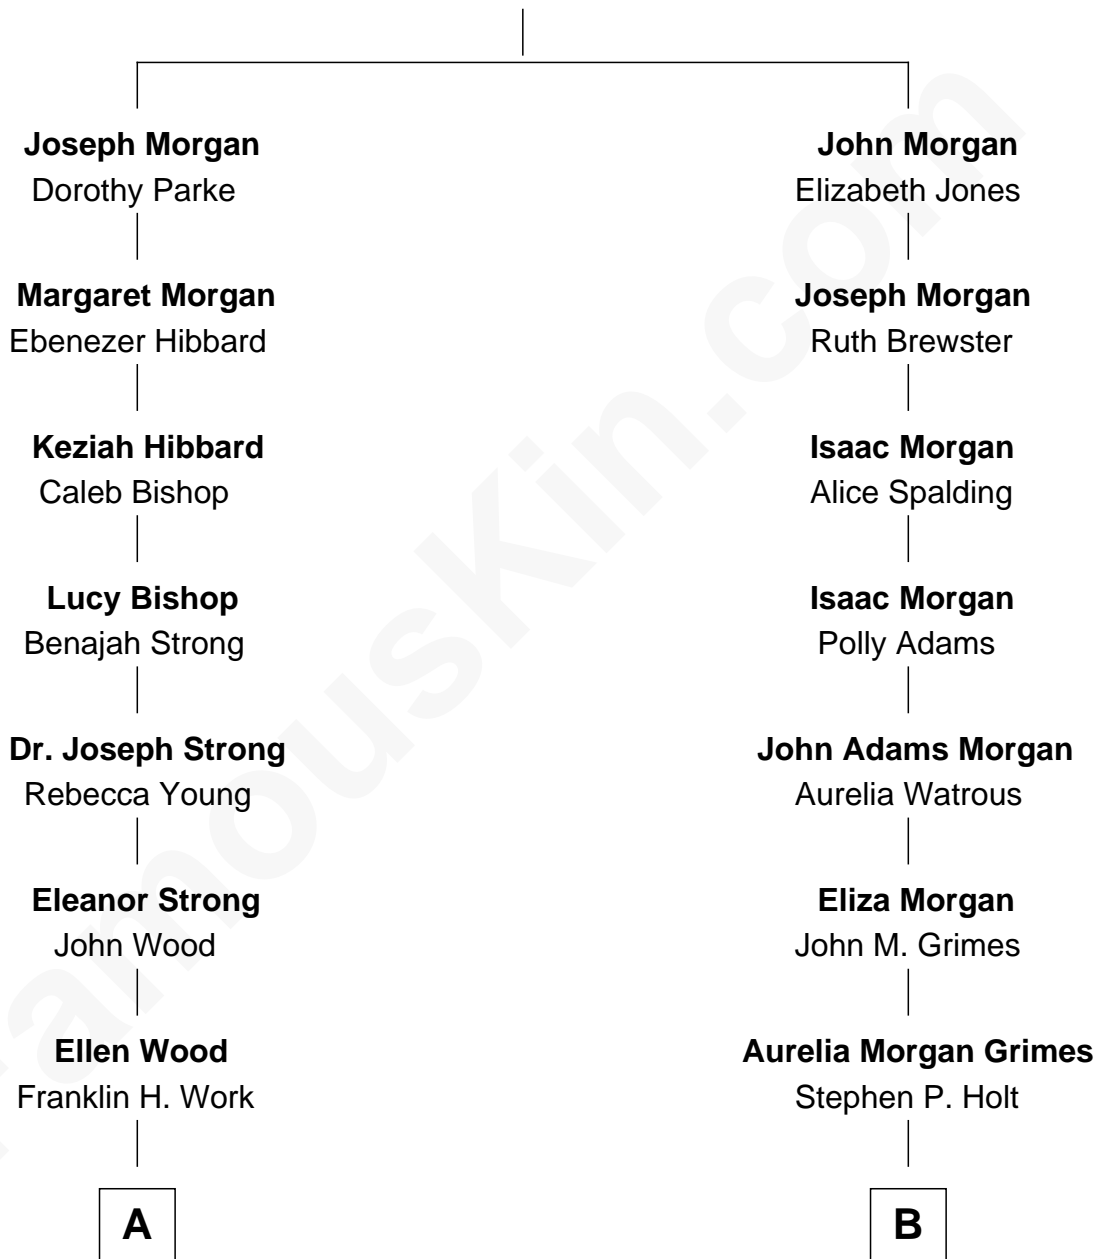 Joseph Morgan
Dorothy Parke
Margaret Morgan
Ebenezer Hibbard
Keziah Hibbard
Caleb Bishop
Lucy Bishop
Benajah Strong
Dr. Joseph Strong
Rebecca Young
Eleanor Strong
John Wood
Ellen Wood
Franklin H. Work
A
John Morgan
Elizabeth Jones
Joseph Morgan
Ruth Brewster
Isaac Morgan
Alice Spalding
Isaac Morgan
Polly Adams
John Adams Morgan
Aurelia Watrous
Eliza Morgan
John M. Grimes
Aurelia Morgan Grimes
Stephen P. Holt
B
FamousKin.com